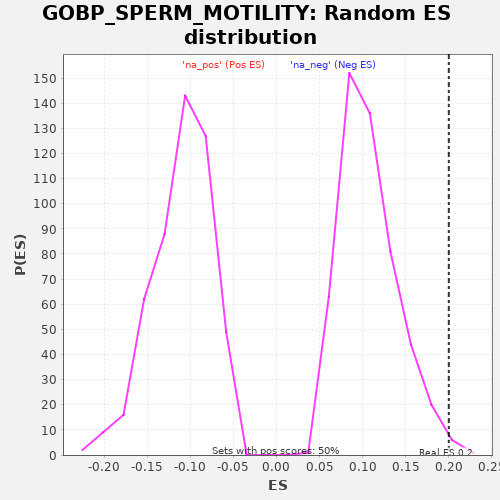 GOBP_SPERM_MOTILITY: Random ES
distribution
'na_pos' (Pos ES) 'na_neg' (Neg ES)
150
140
130
120
110
100
90
80
70
60
50
40
30
20
10
0
P(ES)
Sets with pos scores: 50%
Real ES 0.2
-0.20 -0.15 -0.10 -0.05 0.00 0.05 0.10 0.15 0.20 0.25
ES